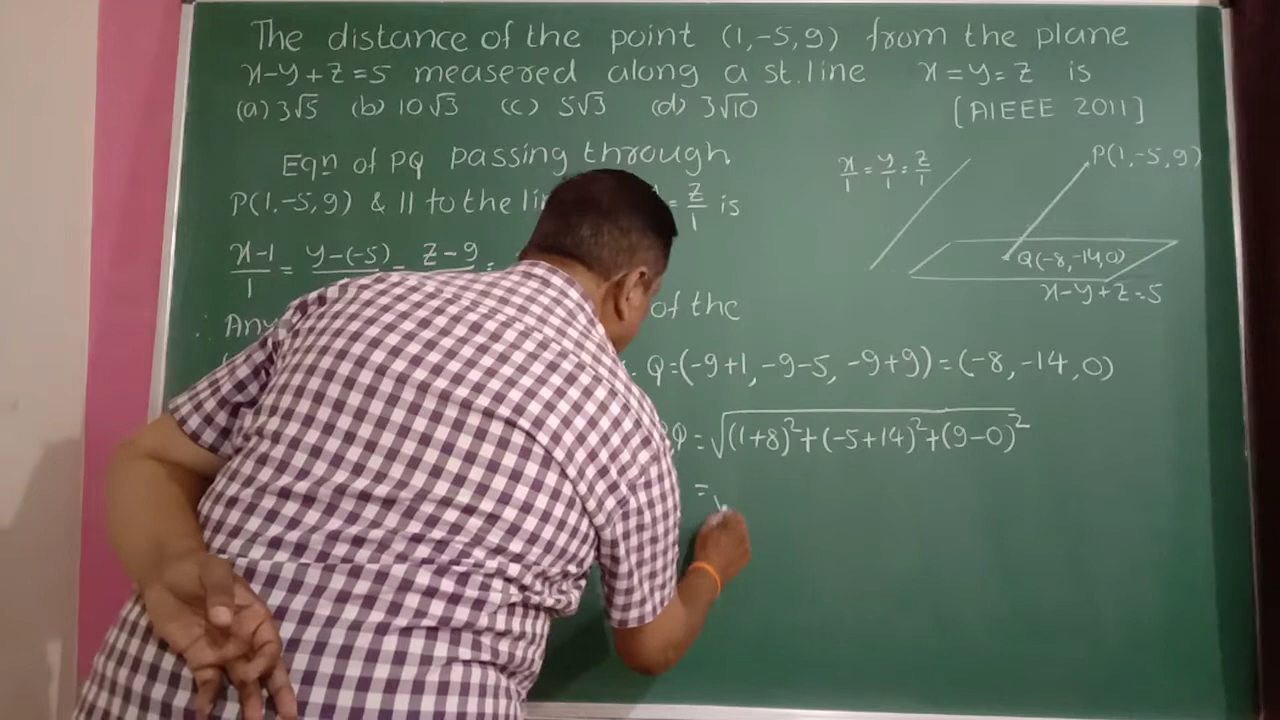 The distance of the point (1,-5,9) from the plane
x-y+z=5 measered along a st.line x=y=z is
(a) 3√5 (b) 10√3 (c) 5√3 (d) 3√10 [AIEEE 2011]
Eqn of PQ passing through
P(1,-5,9) & || to the = z/1 is
(x-1)/1 = y-(-5) = z-9 =
∴ Any of the
Q=(-9+1, -9-5, -9+9) = (-8,-14,0)
PQ = √((1+8)²+(-5+14)²+(9-0)²)
= √
x/1 = y/1 = z/1
P(1,-5,9)
Q(-8,-14,0)
x-y+z=5